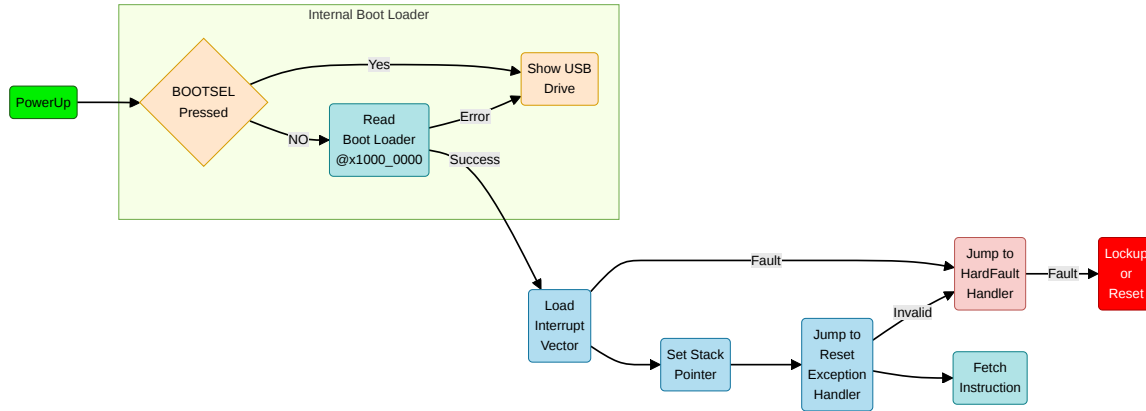 Internal Boot Loader
PowerUp
BOOTSEL
Pressed
Yes
NO
Show USB
Drive
Read
Boot Loader
@x1000_0000
Error
Success
Load
Interrupt
Vector
Fault
Set Stack
Pointer
Jump to
Reset
Exception
Handler
Invalid
Jump to
HardFault
Handler
Fault
Lockup
or
Reset
Fetch
Instruction